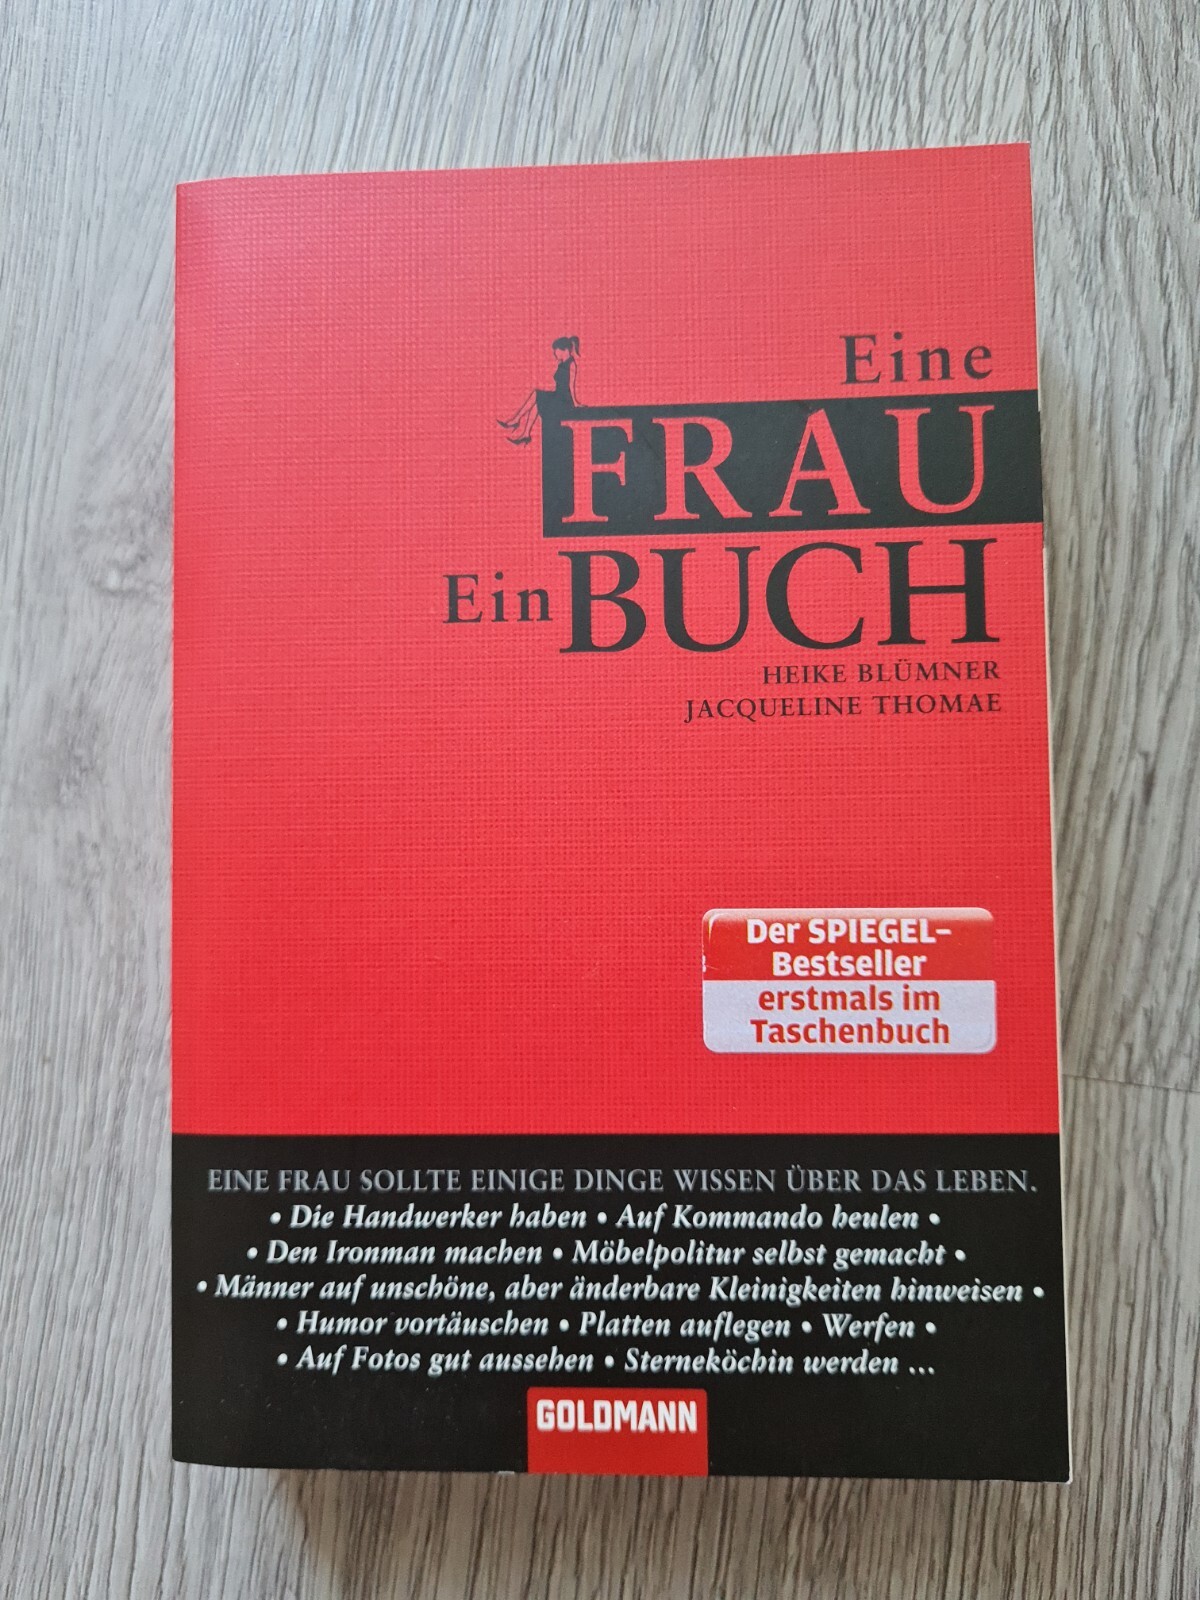 Eine
FRAU
Ein BUCH
HEIKE BLÜMNER
JACQUELINE THOMAE
Der SPIEGEL-
Bestseller
erstmals im
Taschenbuch
EINE FRAU SOLLTE EINIGE DINGE WISSEN ÜBER DAS LEBEN.
• Die Handwerker haben • Auf Kommando heulen •
• Den Ironman machen • Möbelpolitur selbst gemacht •
• Männer auf unschöne, aber änderbare Kleinigkeiten hinweisen •
• Humor vortäuschen • Platten auflegen • Werfen •
• Auf Fotos gut aussehen • Sterneköchin werden ...
GOLDMANN